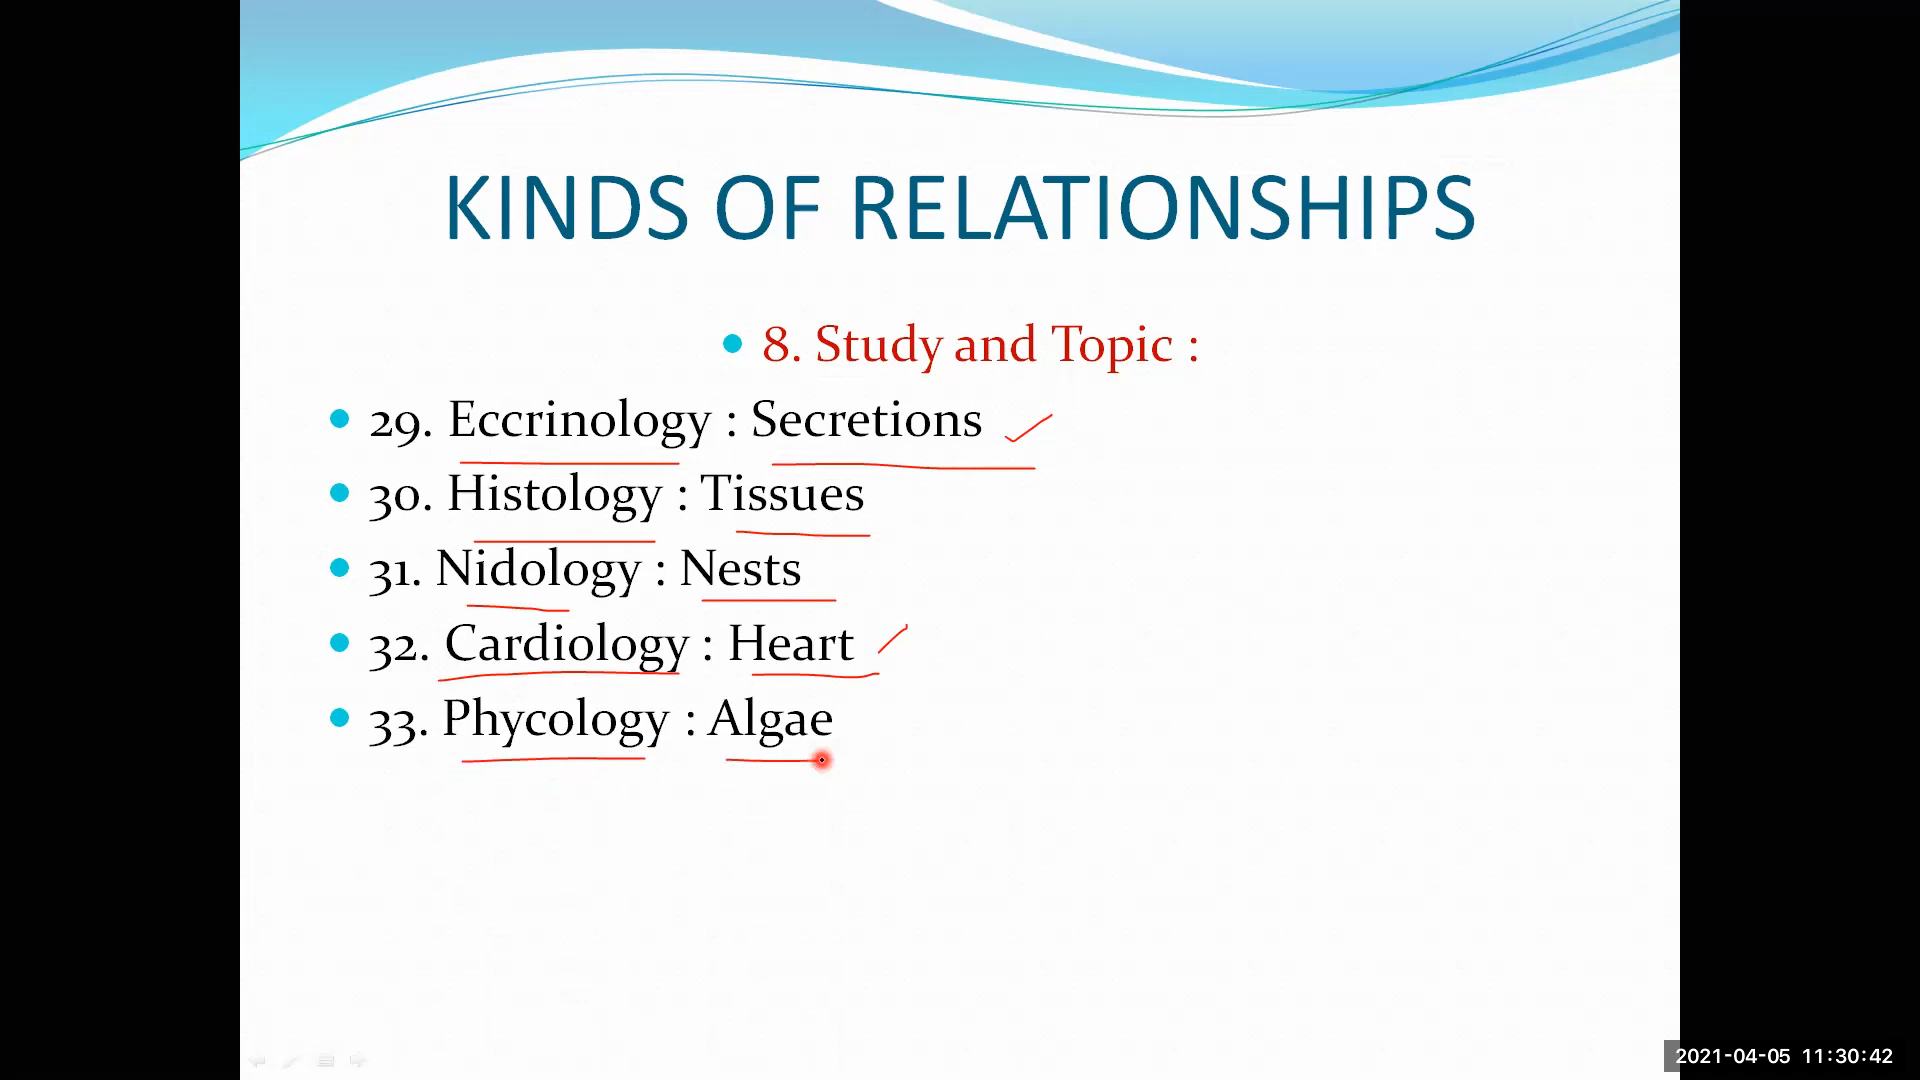 KINDS OF RELATIONSHIPS
8. Study and Topic :
29. Eccrinology : Secretions
30. Histology : Tissues
31. Nidology : Nests
32. Cardiology : Heart
33. Phycology : Algae
2021-04-05 11:30:42